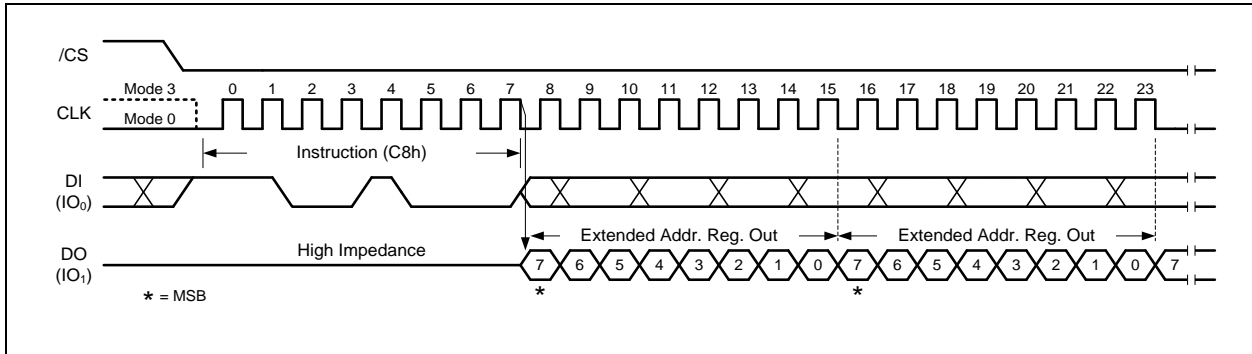 /CS
Mode 3
0 1 2 3 4 5 6 7 8 9 10 11 12 13 14 15 16 17 18 19 20 21 22 23
CLK
Mode 0
Instruction (C8h)
DI
(IO₀)
Extended Addr. Reg. Out
Extended Addr. Reg. Out
High Impedance
DO
(IO₁)
7 6 5 4 3 2 1 0 7 6 5 4 3 2 1 0 7
* *
* = MSB